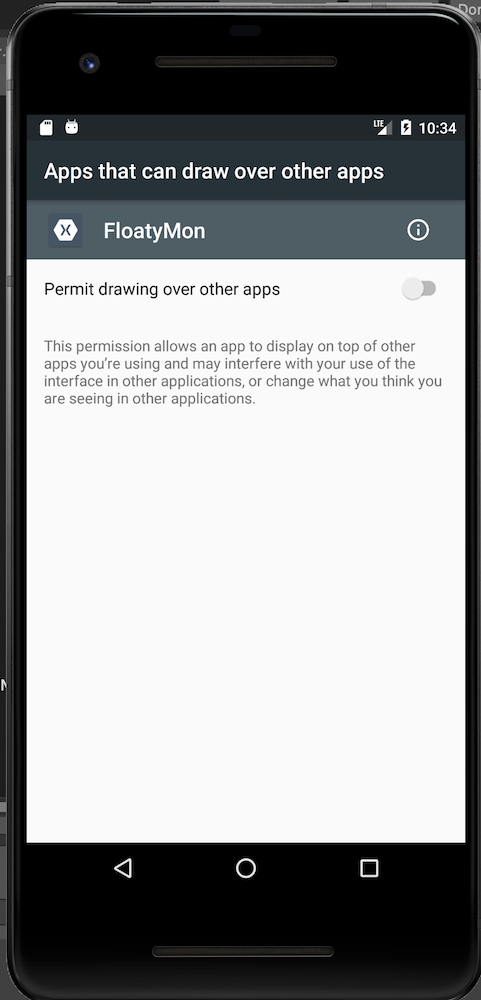 Dor
LTE 10:34
Apps that can draw over other apps
FloatyMon
Permit drawing over other apps
This permission allows an app to display on top of other
apps you're using and may interfere with your use of the
interface in other applications, or change what you think you
are seeing in other applications.
N